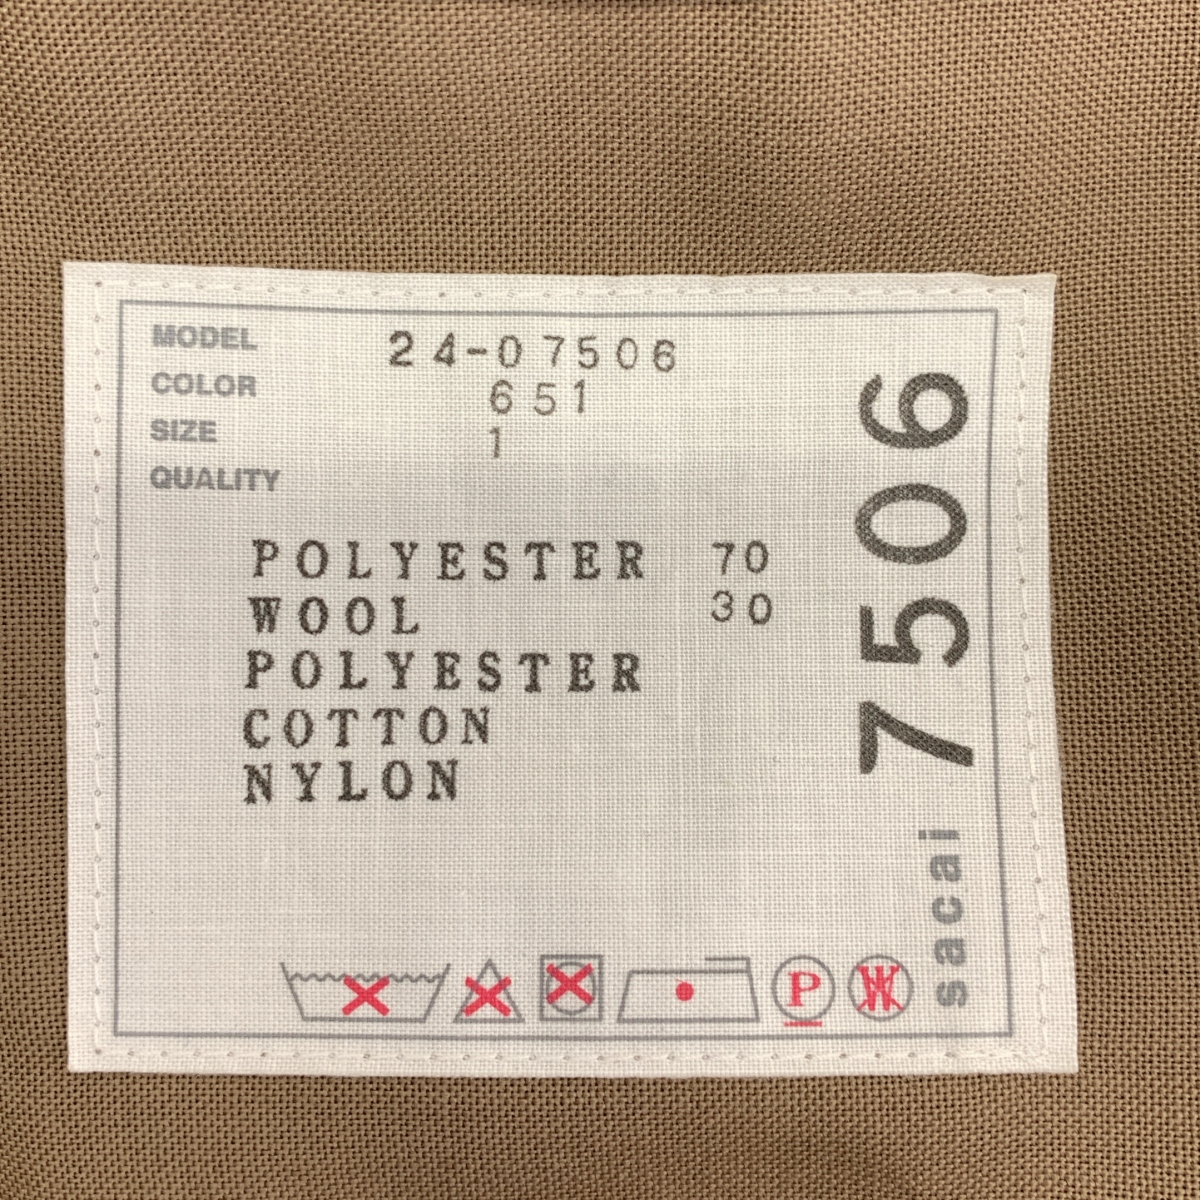 MODEL 24-07506
COLOR 651
SIZE 1
QUALITY
POLYESTER 70
WOOL 30
POLYESTER
COTTON
NYLON
P W
sacai 7506